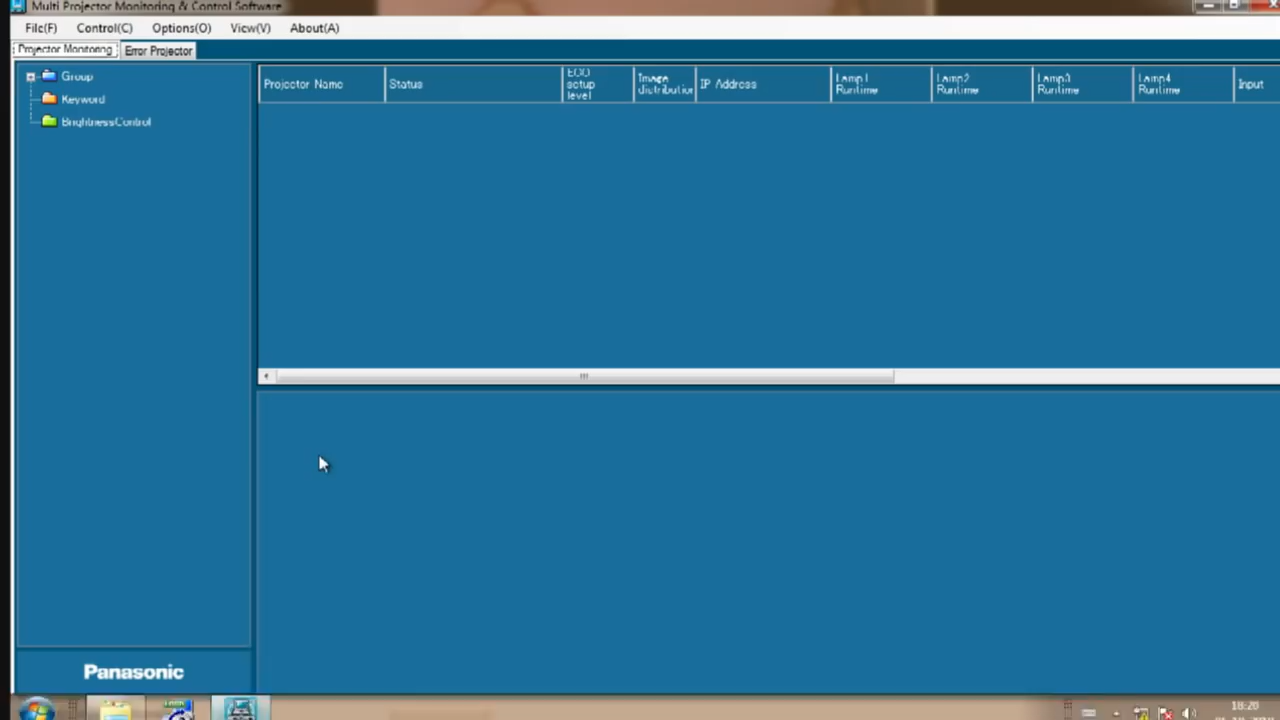 Multi Projector Monitoring & Control Software
File(F) Control(C) Options(O) View(V) About(A)
Projector Monitoring Error Projector
Group
Keyword
BrightnessControl
Projector Name Status ECO setup level Image distribution IP Address Lamp1 Runtime Lamp2 Runtime Lamp3 Runtime Lamp4 Runtime Input
Panasonic
18:20